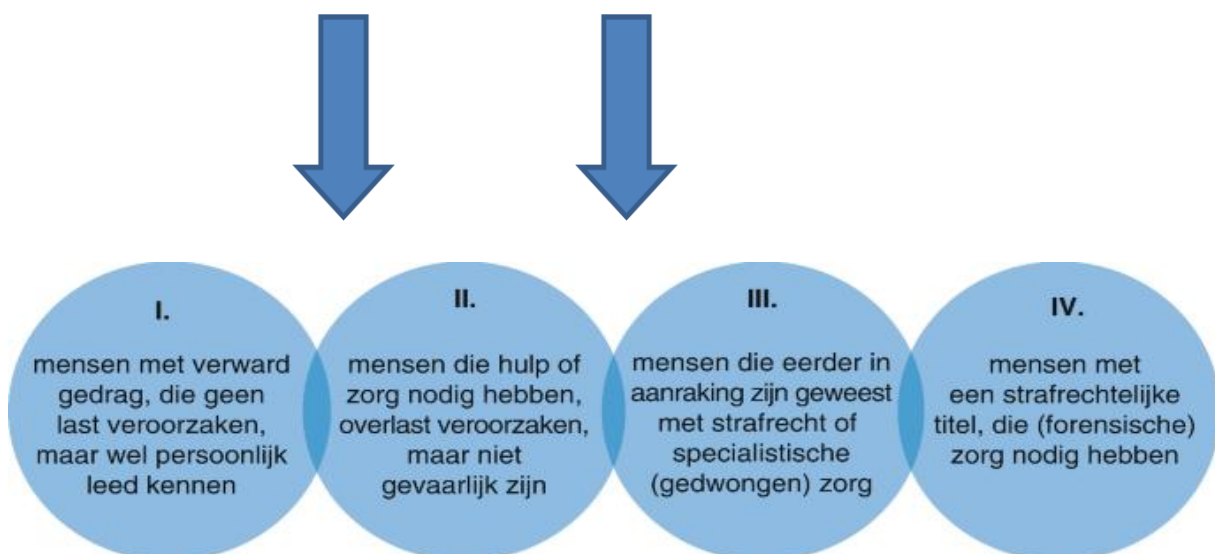 I.
mensen met verward
gedrag, die geen
last veroorzaken,
maar wel persoonlijk
leed kennen
II.
mensen die hulp of
zorg nodig hebben,
overlast veroorzaken,
maar niet
gevaarlijk zijn
III.
mensen die eerder in
aanraking zijn geweest
met strafrecht of
specialistische
(gedwongen) zorg
IV.
mensen met
een strafrechtelijke
titel, die (forensische)
zorg nodig hebben